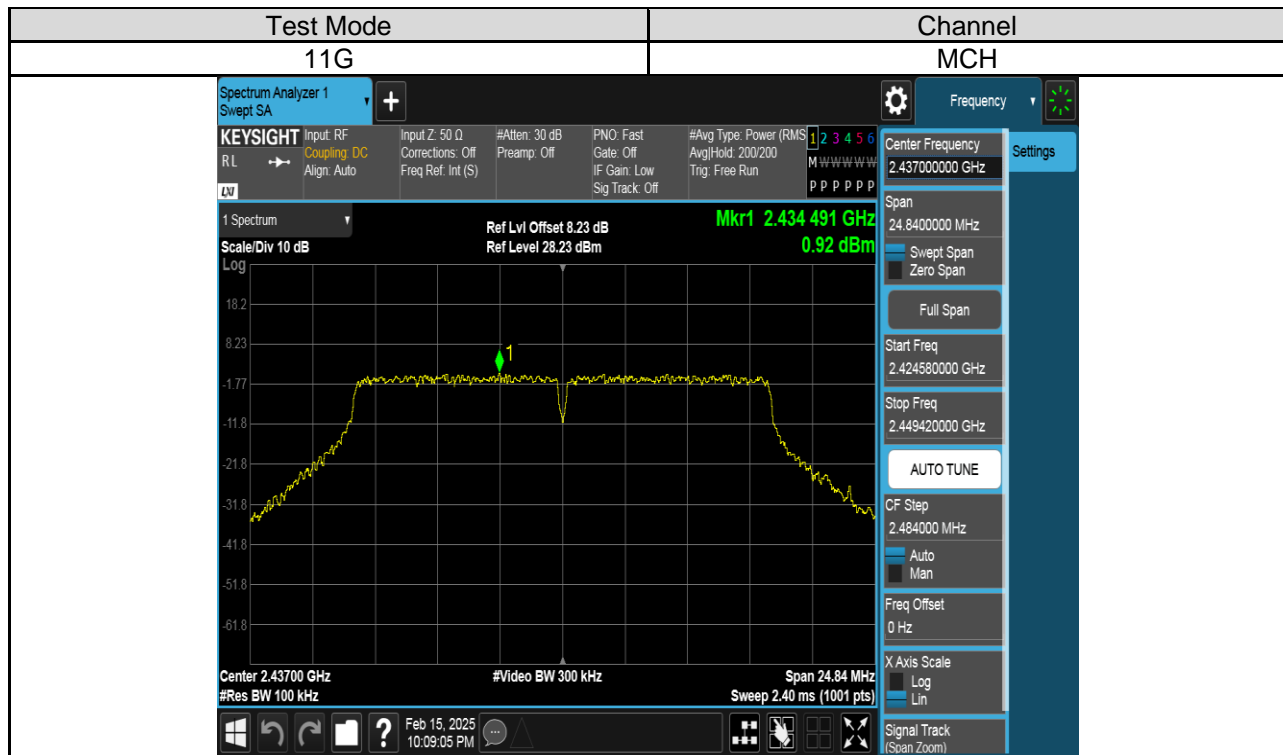 Test Mode Channel
11G MCH
Spectrum Analyzer 1
Swept SA
+
Frequency
KEYSIGHT
RL
LXI
Input: RF
Coupling: DC
Align: Auto
Input Z: 50 Ω
Corrections: Off
Freq Ref: Int (S)
#Atten: 30 dB
Preamp: Off
PNO: Fast
Gate: Off
IF Gain: Low
Sig Track: Off
#Avg Type: Power (RMS
Avg|Hold: 200/200
Trig: Free Run
1 2 3 4 5 6
M W W W W W
P P P P P P
1 Spectrum
Scale/Div 10 dB
Ref Lvl Offset 8.23 dB
Ref Level 28.23 dBm
Mkr1 2.434 491 GHz
0.92 dBm
Log
18.2
8.23
-1.77
-11.8
-21.8
-31.8
-41.8
-51.8
-61.8
1
Center 2.43700 GHz
#Res BW 100 kHz
#Video BW 300 kHz
Span 24.84 MHz
Sweep 2.40 ms (1001 pts)
Center Frequency
2.437000000 GHz
Settings
Span
24.8400000 MHz
Swept Span
Zero Span
Full Span
Start Freq
2.424580000 GHz
Stop Freq
2.449420000 GHz
AUTO TUNE
CF Step
2.484000 MHz
Auto
Man
Freq Offset
0 Hz
X Axis Scale
Log
Lin
Signal Track
(Span Zoom)
?
Feb 15, 2025
10:09:05 PM